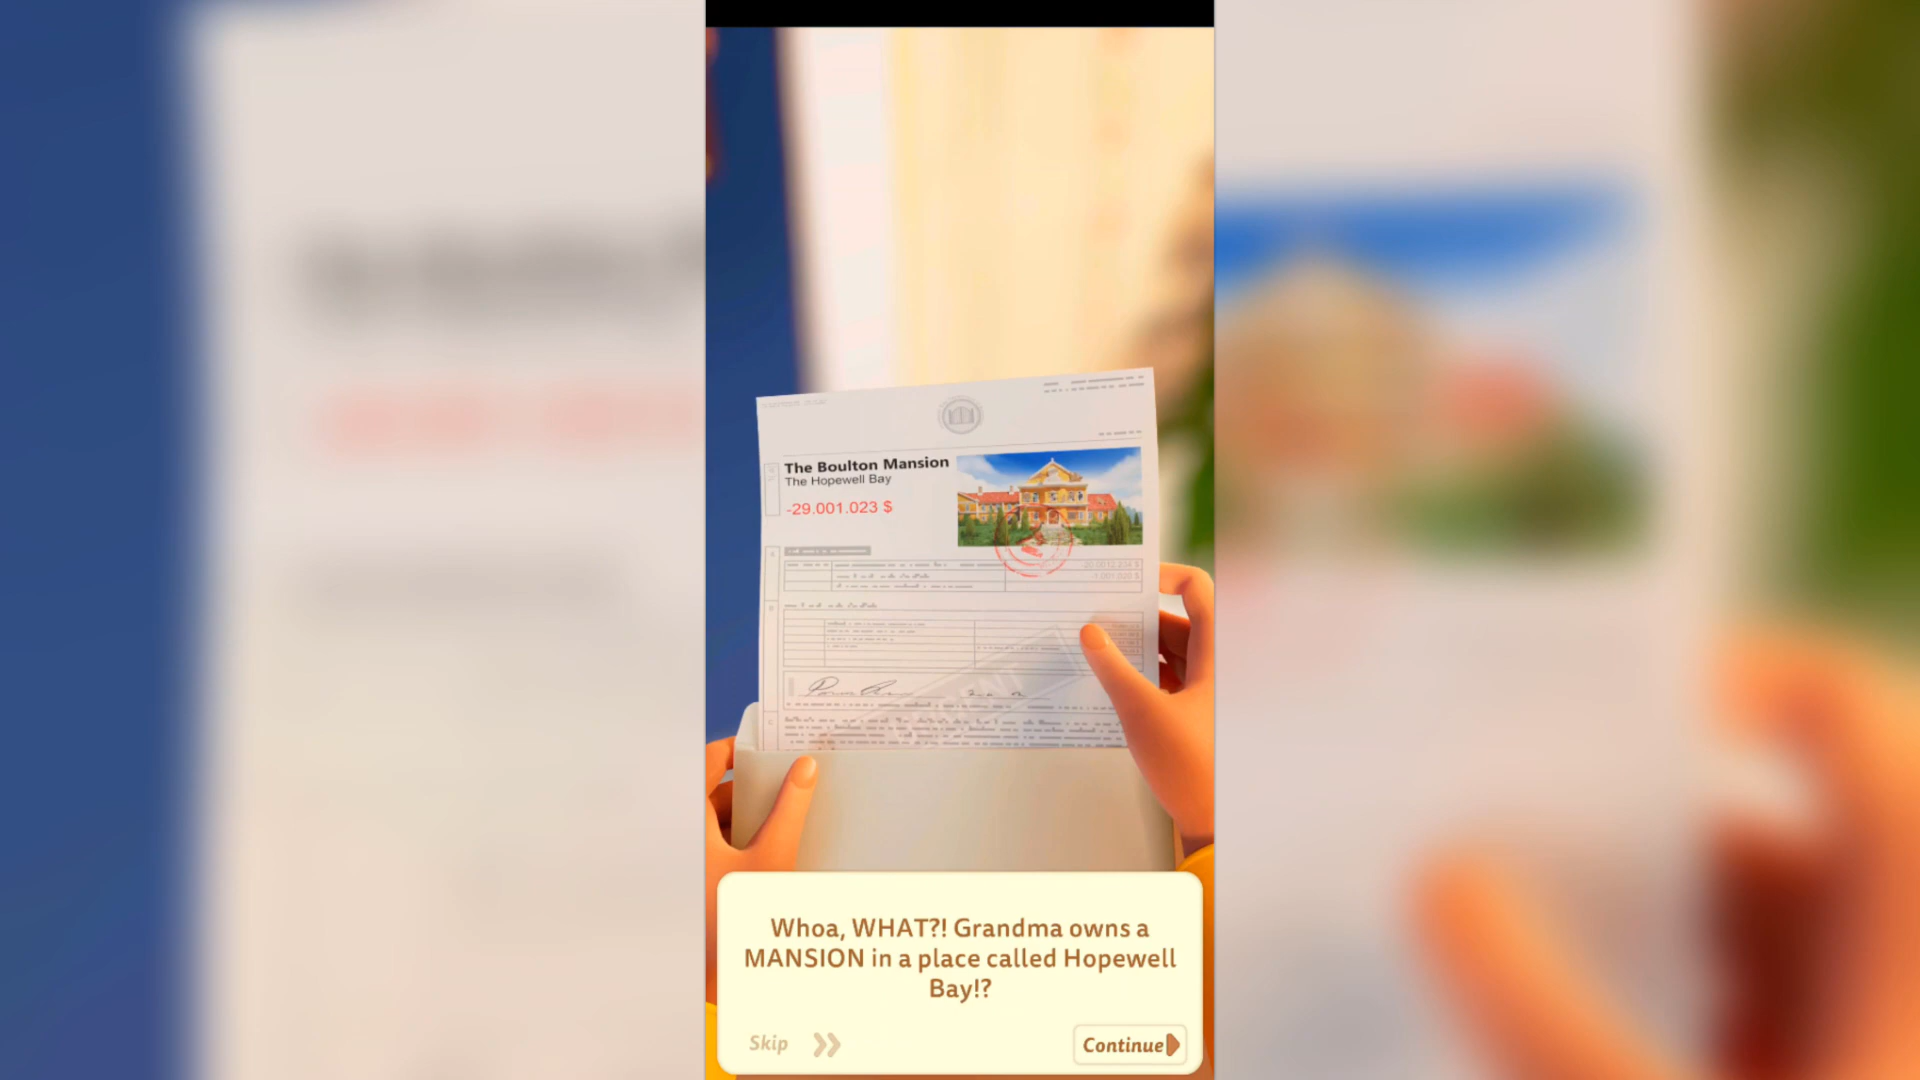 The Boulton Mansion
The Hopewell Bay
-29.001.023 $
Whoa, WHAT?! Grandma owns a
MANSION in a place called Hopewell
Bay!?
Skip
Continue